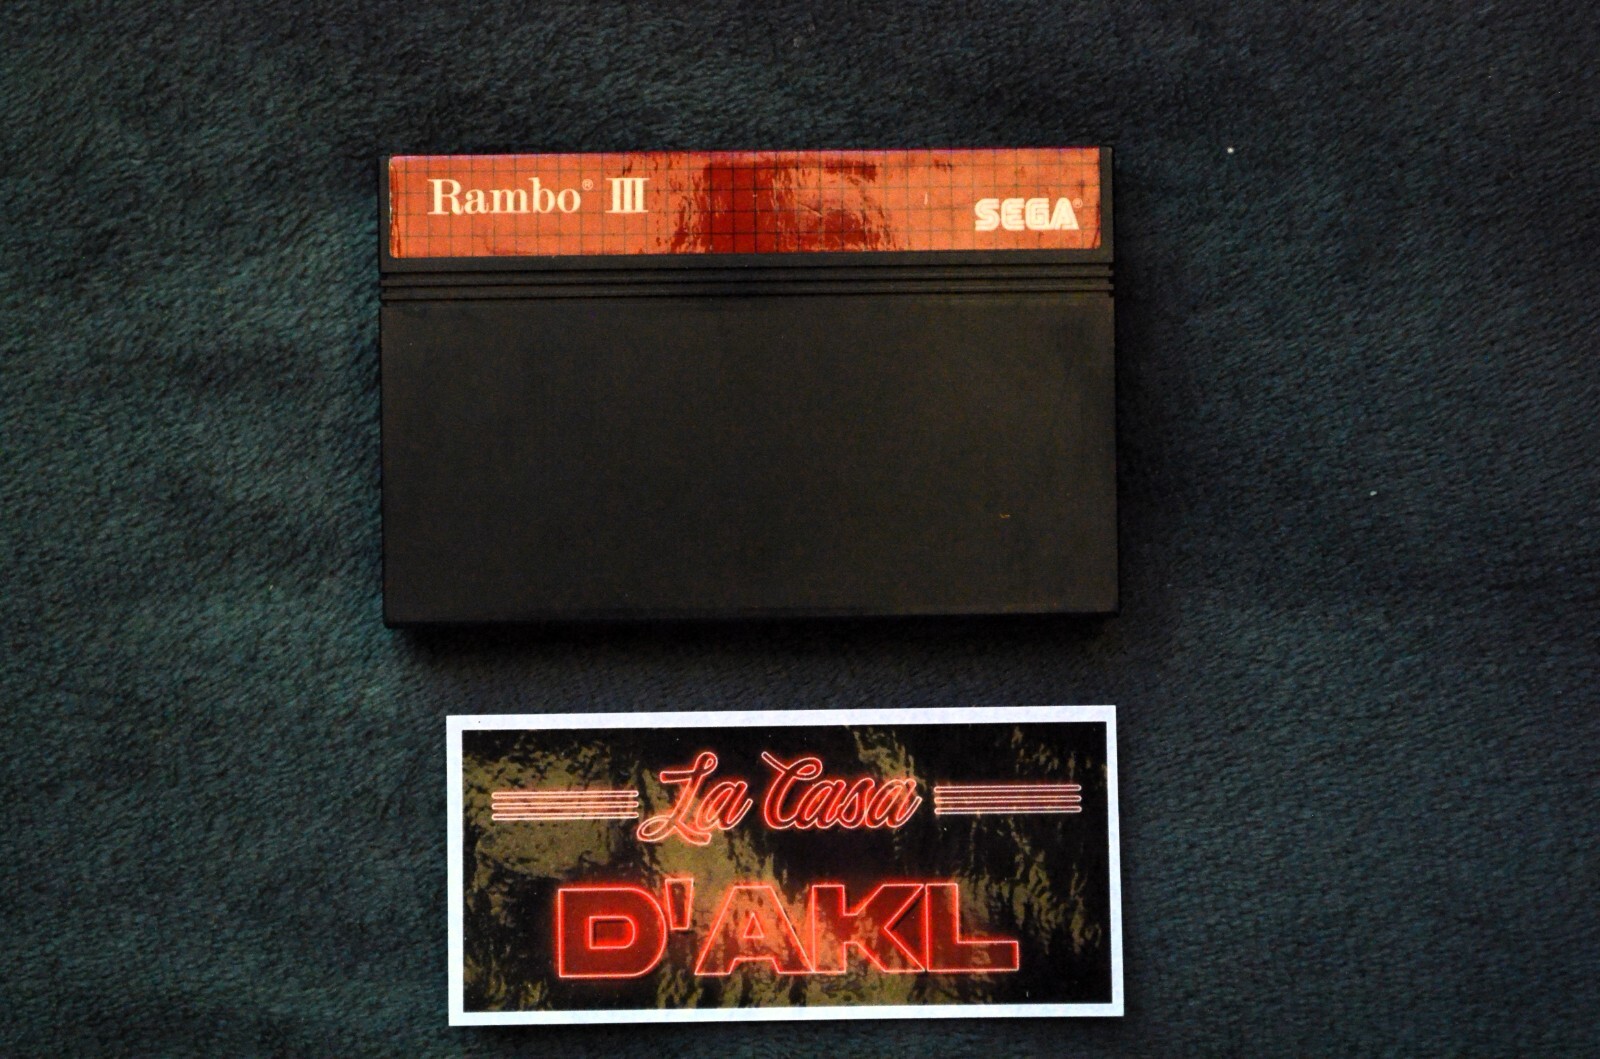 Rambo® III
SEGA®
La Casa
D'AKL